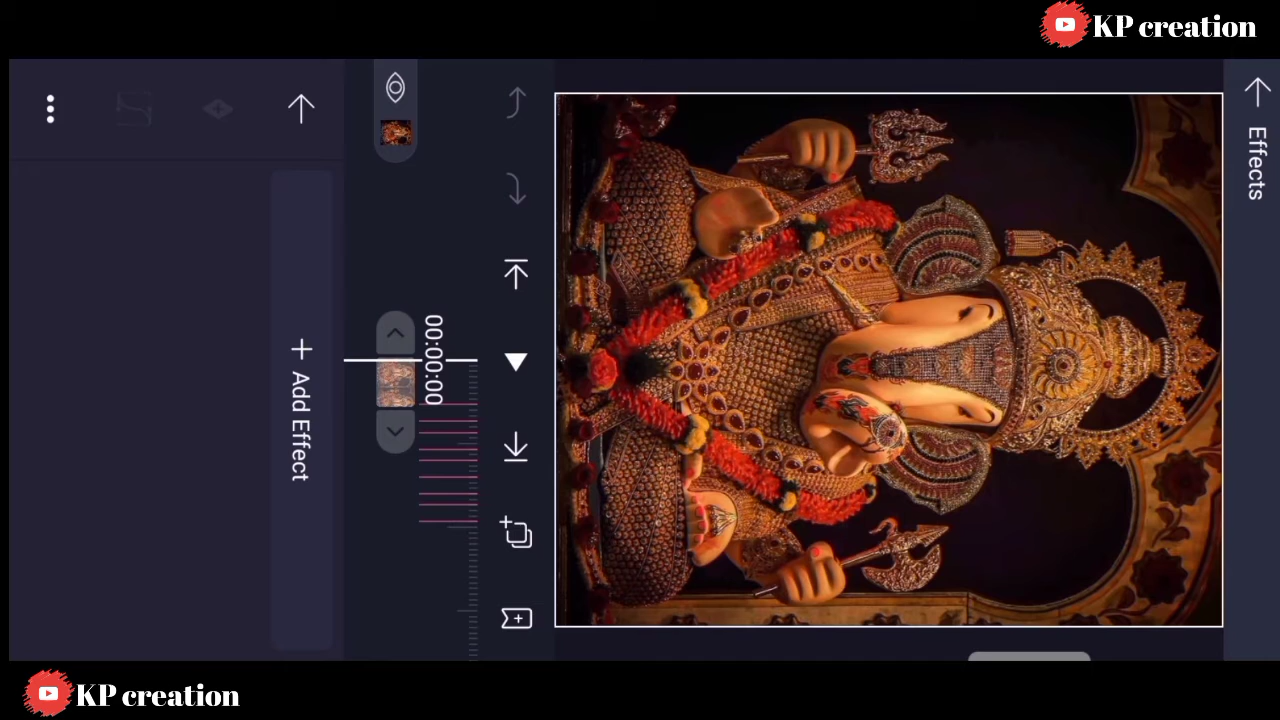 KP creation
Effects
00:00:00
+ Add Effect
KP creation